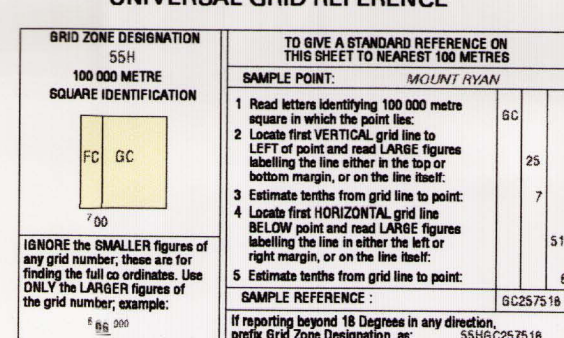 UNIVERSAL GRID REFERENCE
GRID ZONE DESIGNATION
55H
100 000 METRE
SQUARE IDENTIFICATION
FC GC
7 00
IGNORE the SMALLER figures of
any grid number; these are for
finding the full co ordinates. Use
ONLY the LARGER figures of
the grid number; example:
6 06 000
TO GIVE A STANDARD REFERENCE ON
THIS SHEET TO NEAREST 100 METRES
SAMPLE POINT: MOUNT RYAN
1 Read letters identifying 100 000 metre
square in which the point lies: GC
2 Locate first VERTICAL grid line to
LEFT of point and read LARGE figures
labelling the line either in the top or 25
bottom margin, or on the line itself:
3 Estimate tenths from grid line to point: 7
4 Locate first HORIZONTAL grid line
BELOW point and read LARGE figures
labelling the line in either the left or 51
right margin, or on the line itself:
5 Estimate tenths from grid line to point:
SAMPLE REFERENCE : GC257518
If reporting beyond 18 Degrees in any direction,
prefix Grid Zone Designation, as: 55HGC257518